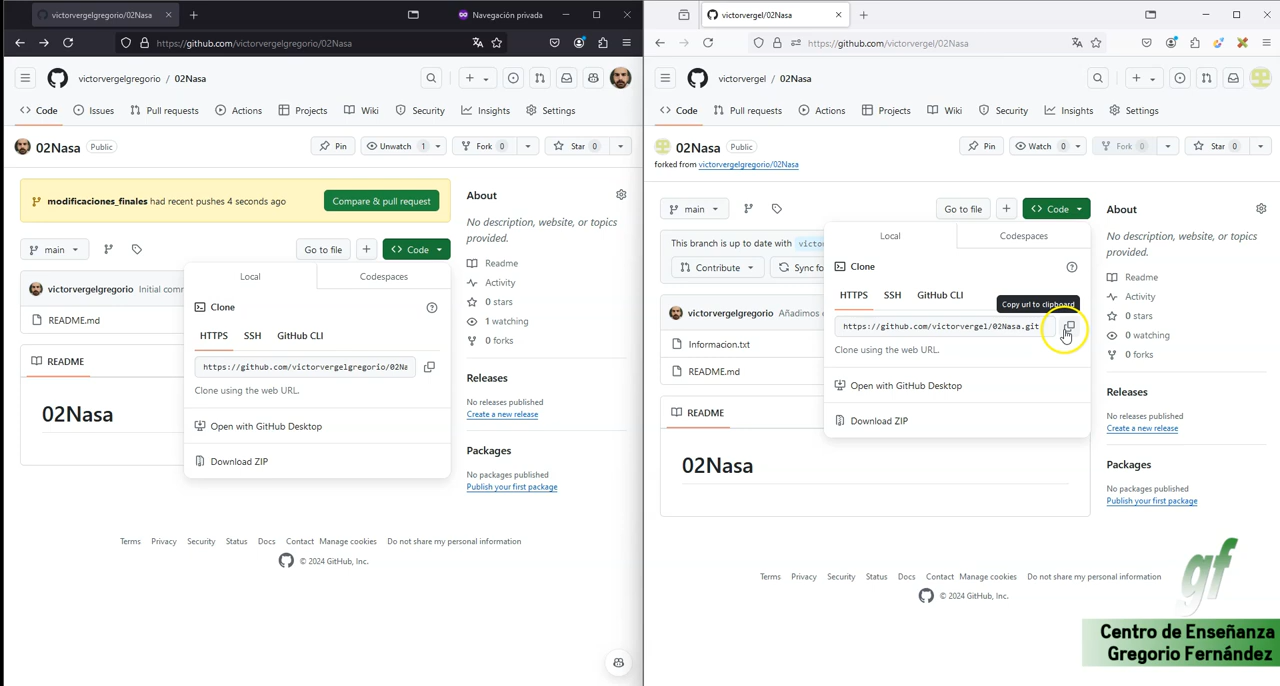 victorvergelgregorio/02Nasa
Navegación privada
https://github.com/victorvergelgregorio/02Nasa
victorvergelgregorio / 02Nasa
Code
Issues
Pull requests
Actions
Projects
Wiki
Security
Insights
Settings
02Nasa Public
Pin
Unwatch 1
Fork 0
Star 0
modificaciones_finales had recent pushes 4 seconds ago
Compare & pull request
main
Go to file
Code
victorvergelgregorio Initial comm
README.md
README
02Nasa
Local
Codespaces
Clone
HTTPS
SSH
GitHub CLI
https://github.com/victorvergelgregorio/02Na
Clone using the web URL.
Open with GitHub Desktop
Download ZIP
About
No description, website, or topics
provided.
Readme
Activity
0 stars
1 watching
0 forks
Releases
No releases published
Create a new release
Packages
No packages published
Publish your first package
Terms Privacy Security Status Docs Contact Manage cookies Do not share my personal information
© 2024 GitHub, Inc.
victorvergel/02Nasa
https://github.com/victorvergel/02Nasa
victorvergel / 02Nasa
Code
Issues
Pull requests
Actions
Projects
Wiki
Security
Insights
Settings
02Nasa Public
forked from victorvergelgregorio/02Nasa
Pin
Watch 0
Fork 0
Star 0
main
Go to file
Code
This branch is up to date with victo
Contribute
Sync fo
victorvergelgregorio Añadimos e
Informacion.txt
README.md
README
02Nasa
Local
Codespaces
Clone
HTTPS
SSH
GitHub CLI
Copy url to clipboard
https://github.com/victorvergel/02Nasa.git
Clone using the web URL.
Open with GitHub Desktop
Download ZIP
About
No description, website, or topics
provided.
Readme
Activity
0 stars
0 watching
0 forks
Releases
No releases published
Create a new release
Packages
No packages published
Publish your first package
Terms Privacy Security Status Docs Contact Manage cookies Do not share my personal information
© 2024 GitHub, Inc.
gf
Centro de Enseñanza
Gregorio Fernández